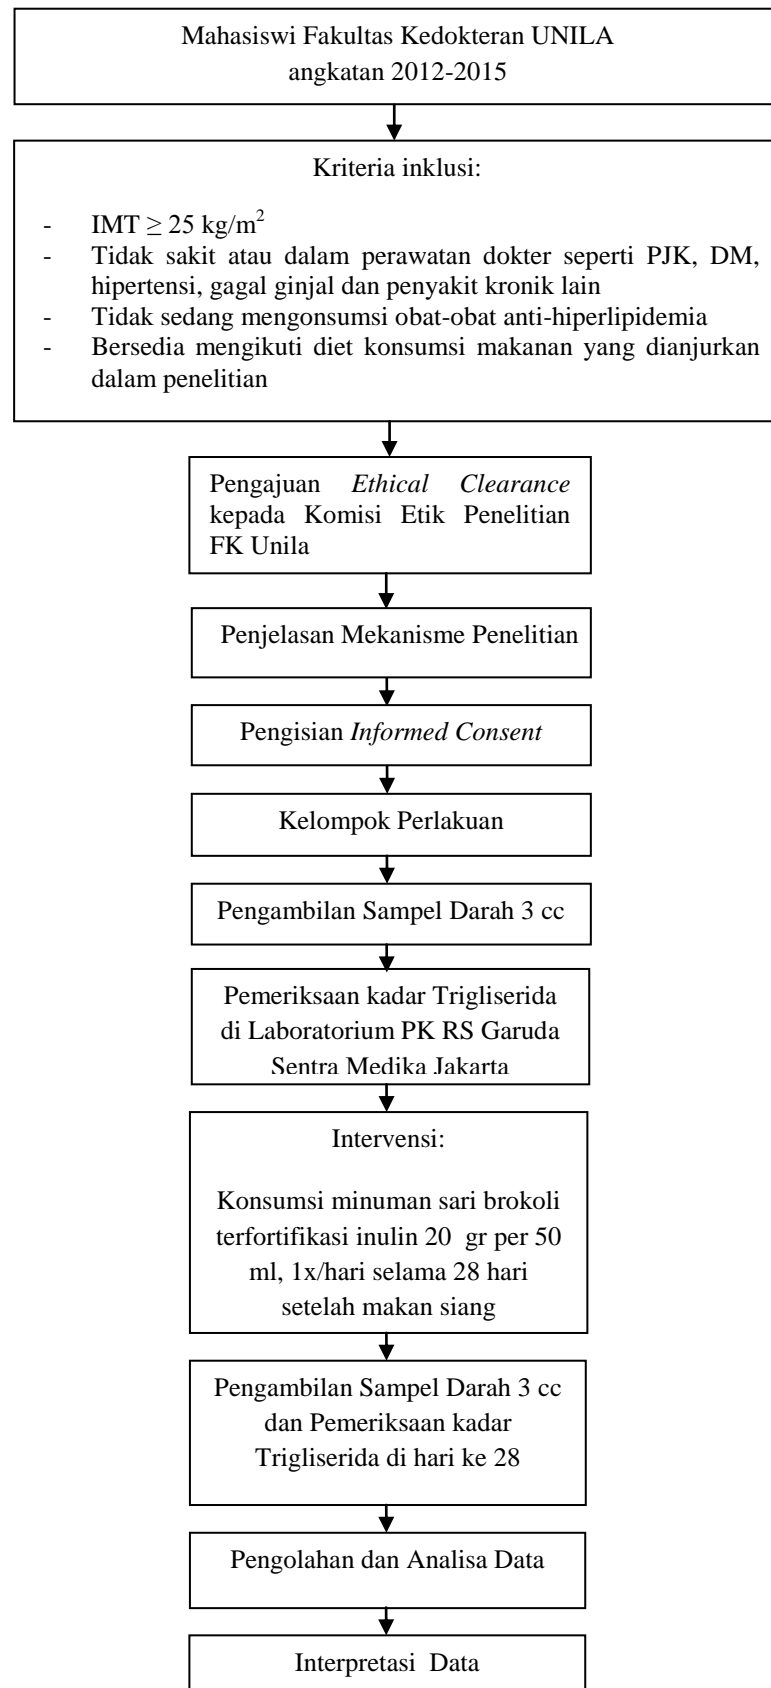 Mahasiswi Fakultas Kedokteran UNILA
angkatan 2012-2015
Kriteria inklusi:
- IMT ≥ 25 kg/m²
- Tidak sakit atau dalam perawatan dokter seperti PJK, DM,
hipertensi, gagal ginjal dan penyakit kronik lain
- Tidak sedang mengonsumsi obat-obat anti-hiperlipidemia
- Bersedia mengikuti diet konsumsi makanan yang dianjurkan
dalam penelitian
Pengajuan Ethical Clearance
kepada Komisi Etik Penelitian
FK Unila
Penjelasan Mekanisme Penelitian
Pengisian Informed Consent
Kelompok Perlakuan
Pengambilan Sampel Darah 3 cc
Pemeriksaan kadar Trigliserida
di Laboratorium PK RS Garuda
Sentra Medika Jakarta
Intervensi:
Konsumsi minuman sari brokoli
terfortifikasi inulin 20 gr per 50
ml, 1x/hari selama 28 hari
setelah makan siang
Pengambilan Sampel Darah 3 cc
dan Pemeriksaan kadar
Trigliserida di hari ke 28
Pengolahan dan Analisa Data
Interpretasi Data